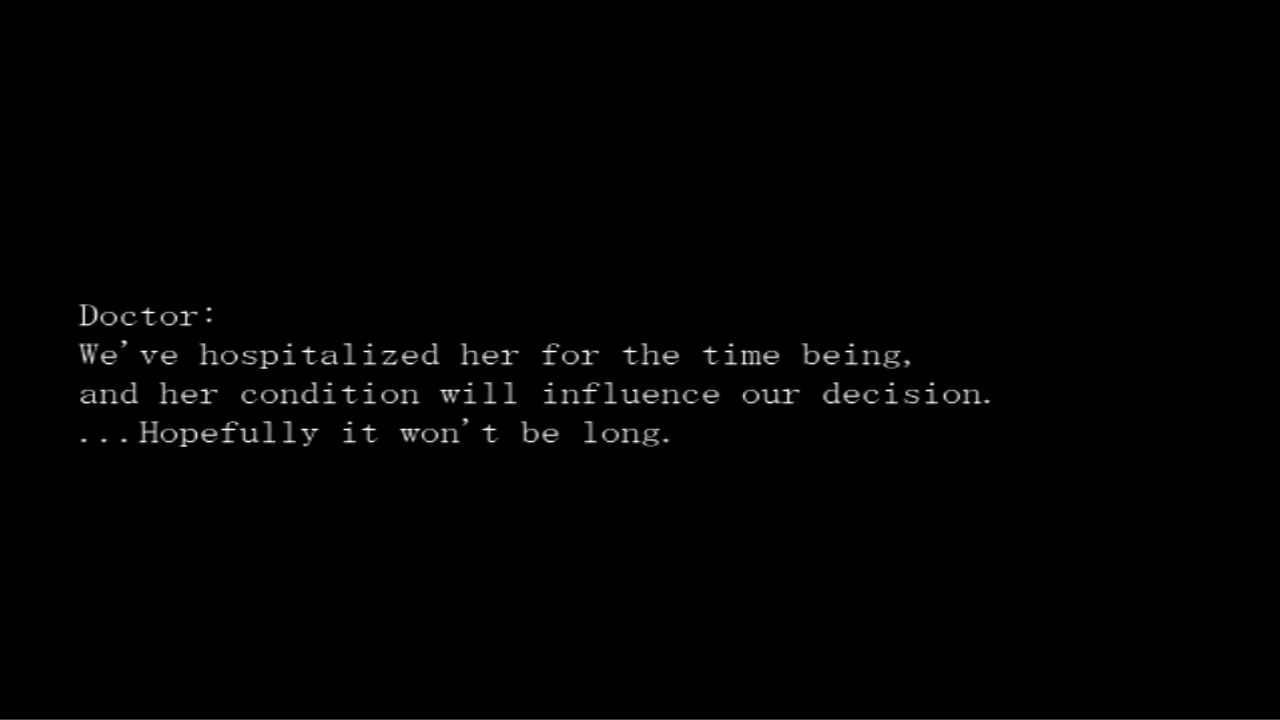 Doctor:
We've hospitalized her for the time being,
and her condition will influence our decision.
...Hopefully it won't be long.